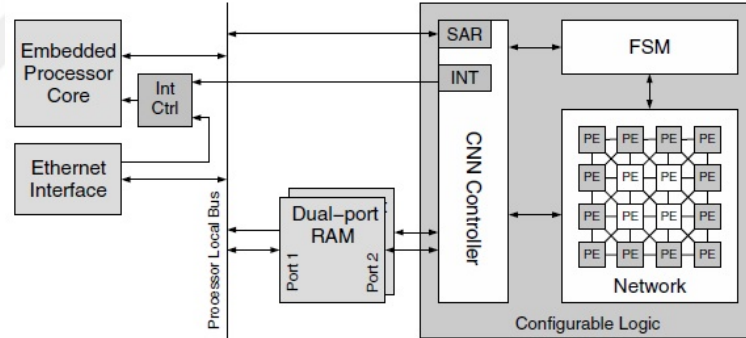 Embedded
Processor
Core
Int
Ctrl
Ethernet
Interface
Processor Local Bus
Dual–port
RAM
Port 1
Port 2
SAR
INT
CNN Controller
FSM
PE PE PE PE
PE PE PE PE
PE PE PE PE
PE PE PE PE
Network
Configurable Logic